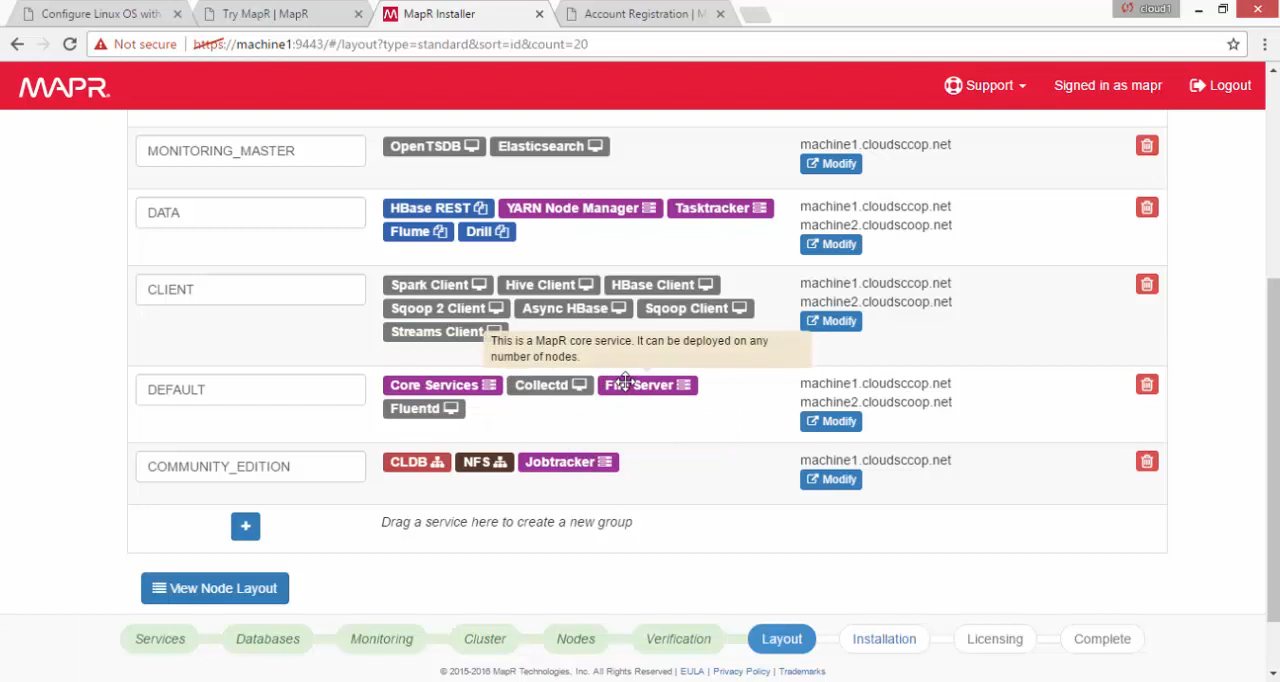 Configure Linux OS with
Try MapR | MapR
MapR Installer
Account Registration | M
cloud1
Not secure
https://machine1:9443/#/layout?type=standard&sort=id&count=20
MAPR
Support
Signed in as mapr
Logout
MONITORING_MASTER
OpenTSDB
Elasticsearch
machine1.cloudsccop.net
Modify
DATA
HBase REST
YARN Node Manager
Tasktracker
Flume
Drill
machine1.cloudsccop.net
machine2.cloudsccop.net
Modify
CLIENT
Spark Client
Hive Client
HBase Client
Sqoop 2 Client
Async HBase
Sqoop Client
Streams Client
machine1.cloudsccop.net
machine2.cloudsccop.net
Modify
This is a MapR core service. It can be deployed on any
number of nodes.
DEFAULT
Core Services
Collectd
Server
Fluentd
machine1.cloudsccop.net
machine2.cloudsccop.net
Modify
COMMUNITY_EDITION
CLDB
NFS
Jobtracker
machine1.cloudsccop.net
Modify
Drag a service here to create a new group
View Node Layout
Services
Databases
Monitoring
Cluster
Nodes
Verification
Layout
Installation
Licensing
Complete
© 2015-2016 MapR Technologies, Inc. All Rights Reserved | EULA | Privacy Policy | Trademarks